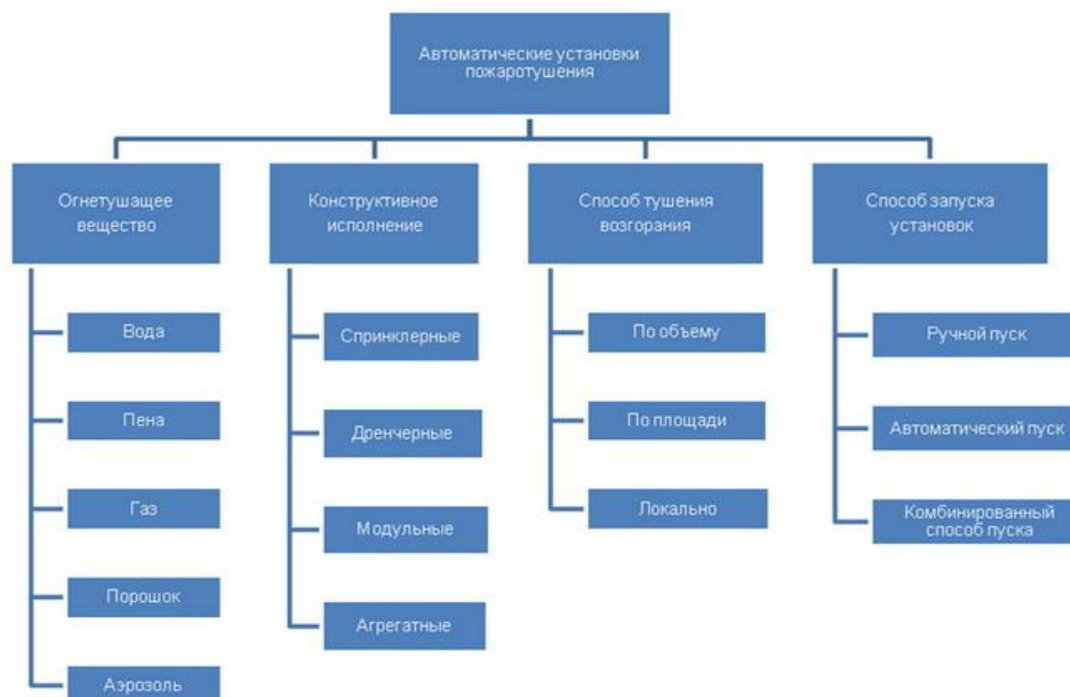 Автоматические установки
пожаротушения
Огнетушащее
вещество
Вода
Пена
Газ
Порошок
Аэрозоль
Конструктивное
исполнение
Спринклерные
Дренчерные
Модульные
Агрегатные
Способ тушения
возгорания
По объему
По площади
Локально
Способ запуска
установок
Ручной пуск
Автоматический пуск
Комбинированный
способ пуска